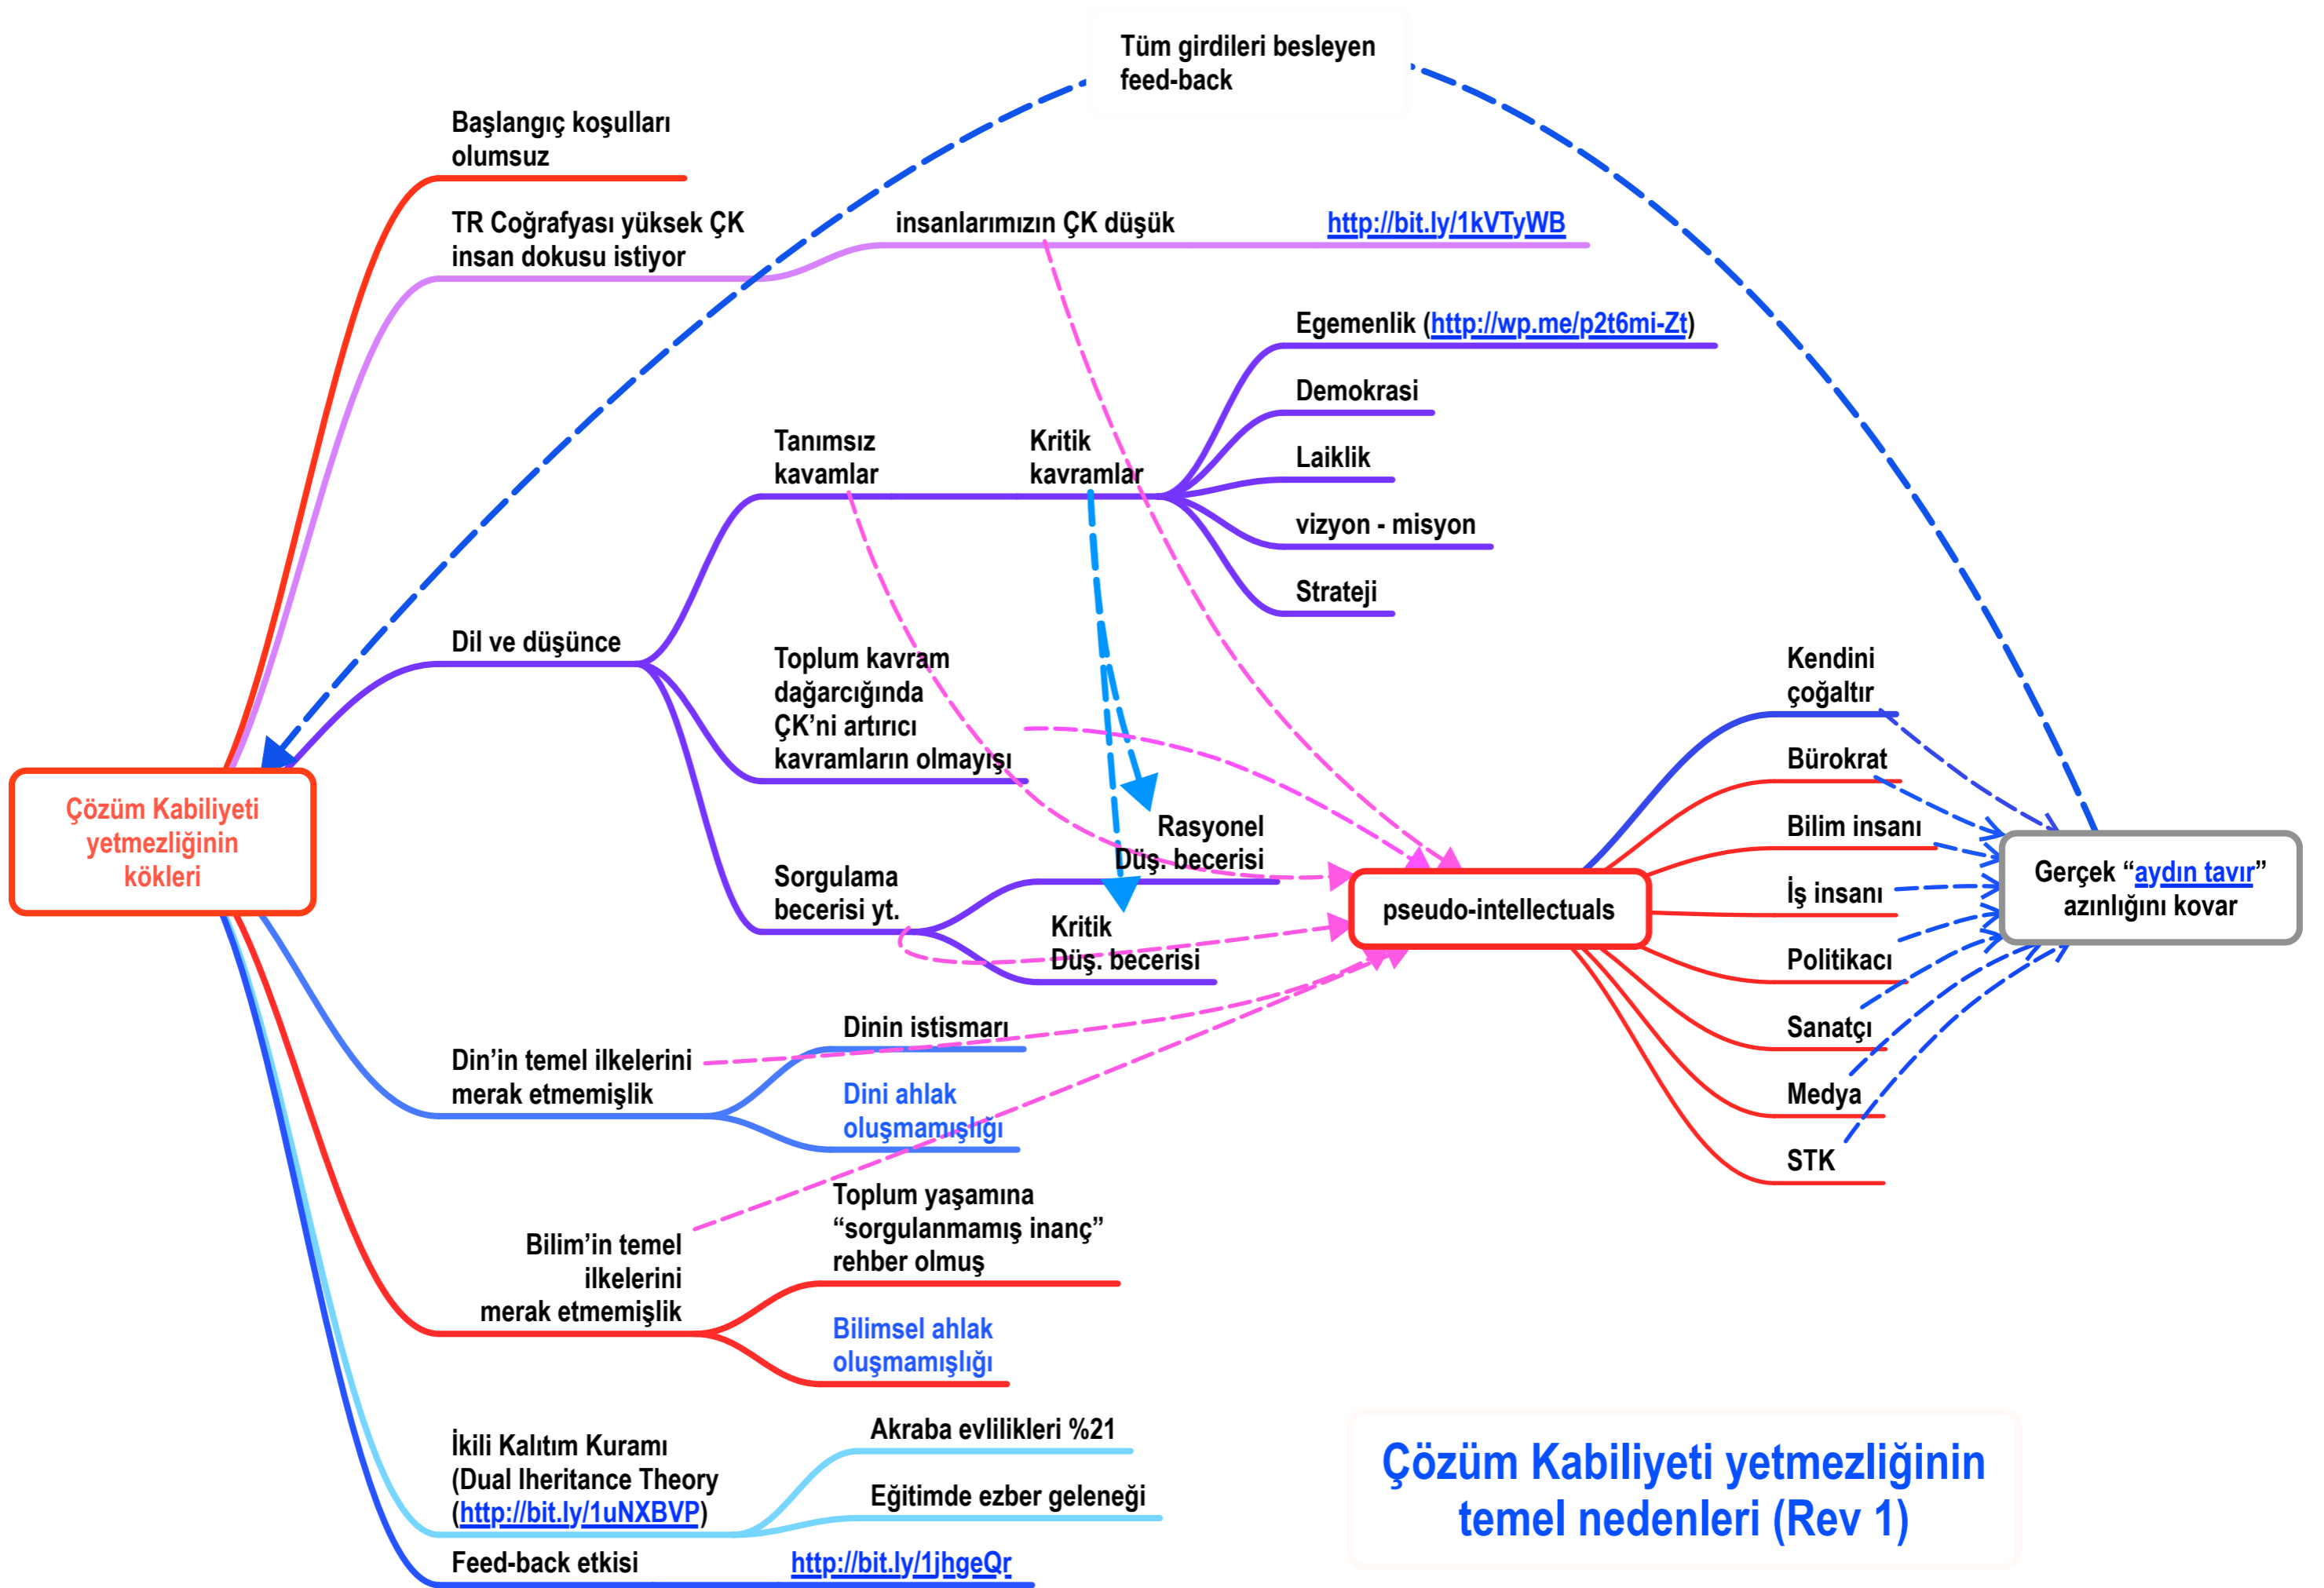 Tüm girdileri besleyen
feed-back
Başlangıç koşulları
olumsuz
TR Coğrafyası yüksek ÇK
insan dokusu istiyor
insanlarımızın ÇK düşük
http://bit.ly/1kVTyWB
Egemenlik (http://wp.me/p2t6mi-Zt)
Demokrasi
Laiklik
vizyon - misyon
Strateji
Tanımsız
kavamlar
Kritik
kavramlar
Dil ve düşünce
Toplum kavram
dağarcığında
ÇK’ni artırıcı
kavramların olmayışı
Rasyonel
Düş. becerisi
Sorgulama
becerisi yt.
Kritik
Düş. becerisi
Çözüm Kabiliyeti
yetmezliğinin
kökleri
pseudo-intellectuals
Kendini
çoğaltır
Bürokrat
Bilim insanı
İş insanı
Politikacı
Sanatçı
Medya
STK
Gerçek “aydın tavır”
azınlığını kovar
Din’in temel ilkelerini
merak etmemişlik
Dinin istismarı
Dini ahlak
oluşmamışlığı
Bilim’in temel
ilkelerini
merak etmemişlik
Toplum yaşamına
“sorgulanmamış inanç”
rehber olmuş
Bilimsel ahlak
oluşmamışlığı
İkili Kalıtım Kuramı
(Dual Iheritance Theory
(http://bit.ly/1uNXBVP)
Akraba evlilikleri %21
Eğitimde ezber geleneği
Feed-back etkisi
http://bit.ly/1jhgeQr
Çözüm Kabiliyeti yetmezliğinin
temel nedenleri (Rev 1)